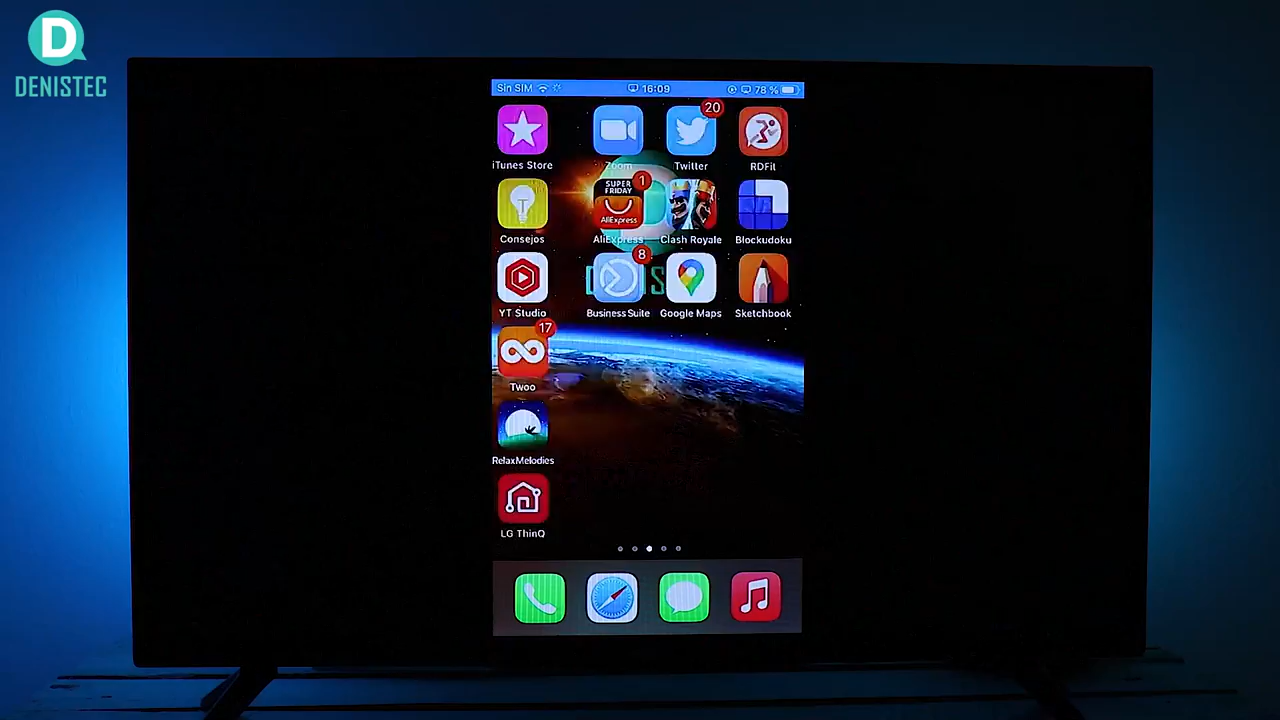 D
DENISTEC
Sin SIM 16:09 78 %
20
iTunes Store Zoom Twitter RDFit
SUPER
FRIDAY
1
AliExpress
Consejos AliExpress Clash Royale Blockudoku
8
YT Studio Business Suite Google Maps Sketchbook
17
Twoo
RelaxMelodies
LG ThinQ